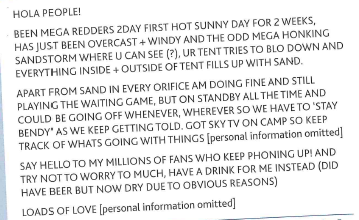 HOLA PEOPLE!
BEEN MEGA REDDERS 2DAY FIRST HOT SUNNY DAY FOR 2 WEEKS,
HAS JUST BEEN OVERCAST + WINDY AND THE ODD MEGA HONKING
SANDSTORM WHERE U CAN SEE (?), UR TENT TRIES TO BLO DOWN AND
EVERYTHING INSIDE + OUTSIDE OF TENT FILLS UP WITH SAND.
APART FROM SAND IN EVERY ORIFICE AM DOING FINE AND STILL
PLAYING THE WAITING GAME, BUT ON STANDBY ALL THE TIME AND
COULD BE GOING OFF WHENEVER, WHEREVER SO WE HAVE TO 'STAY
BENDY" AS WE KEEP GETTING TOLD. GOT SKY TV ON CAMP SO KEEP
TRACK OF WHATS GOING WITH THINGS [personal information omitted]
SAY HELLO TO MY MILLIONS OF FANS WHO KEEP PHONING UP! AND
TRY NOT TO WORRY TO MUCH, HAVE A DRINK FOR ME INSTEAD (DID
HAVE BEER BUT NOW DRY DUE TO OBVIOUS REASONS)
LOADS OF LOVE [personal information omitted]